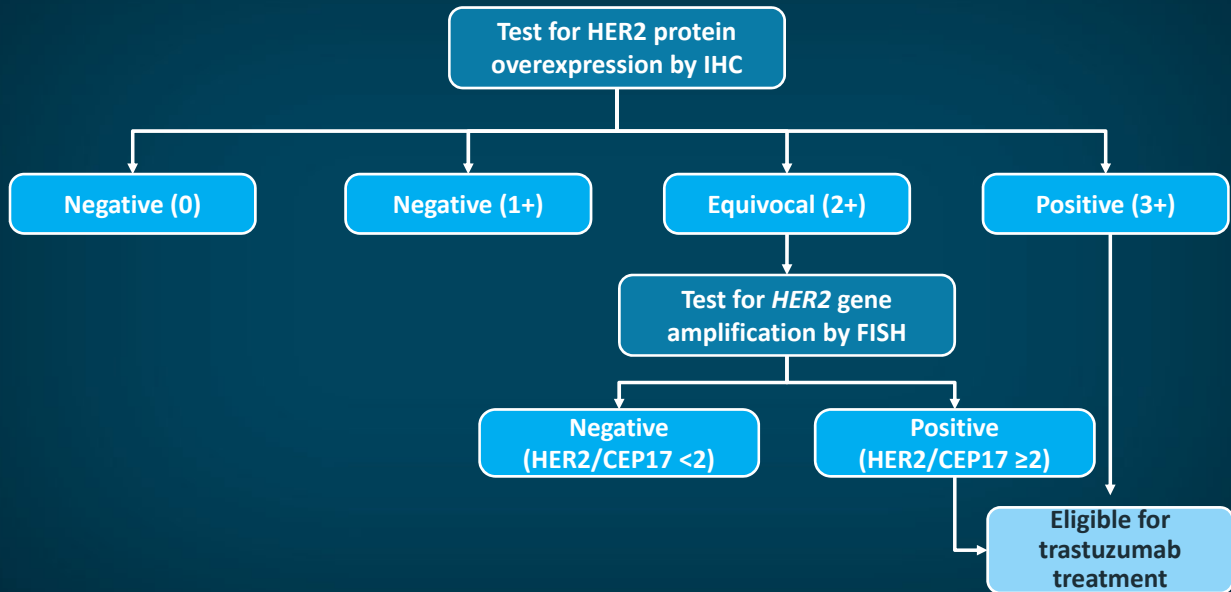 Test for HER2 protein
overexpression by IHC
Negative (0)
Negative (1+)
Equivocal (2+)
Positive (3+)
Test for HER2 gene
amplification by FISH
Negative
(HER2/CEP17 <2)
Positive
(HER2/CEP17 ≥2)
Eligible for
trastuzumab
treatment